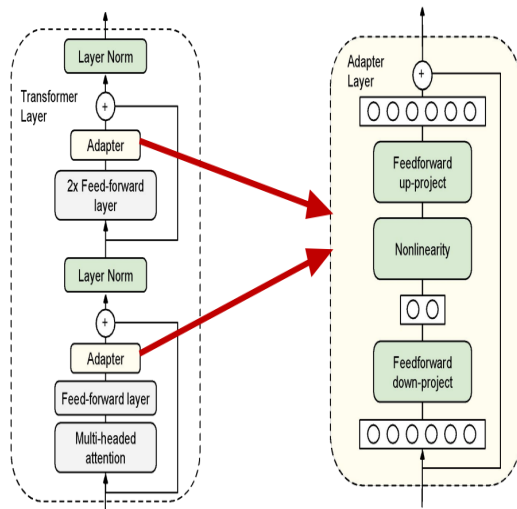 Layer Norm
Transformer
Layer
+
Adapter
2x Feed-forward
layer
Layer Norm
+
Adapter
Feed-forward layer
Multi-headed
attention
Adapter
Layer
+
Feedforward
up-project
Nonlinearity
Feedforward
down-project